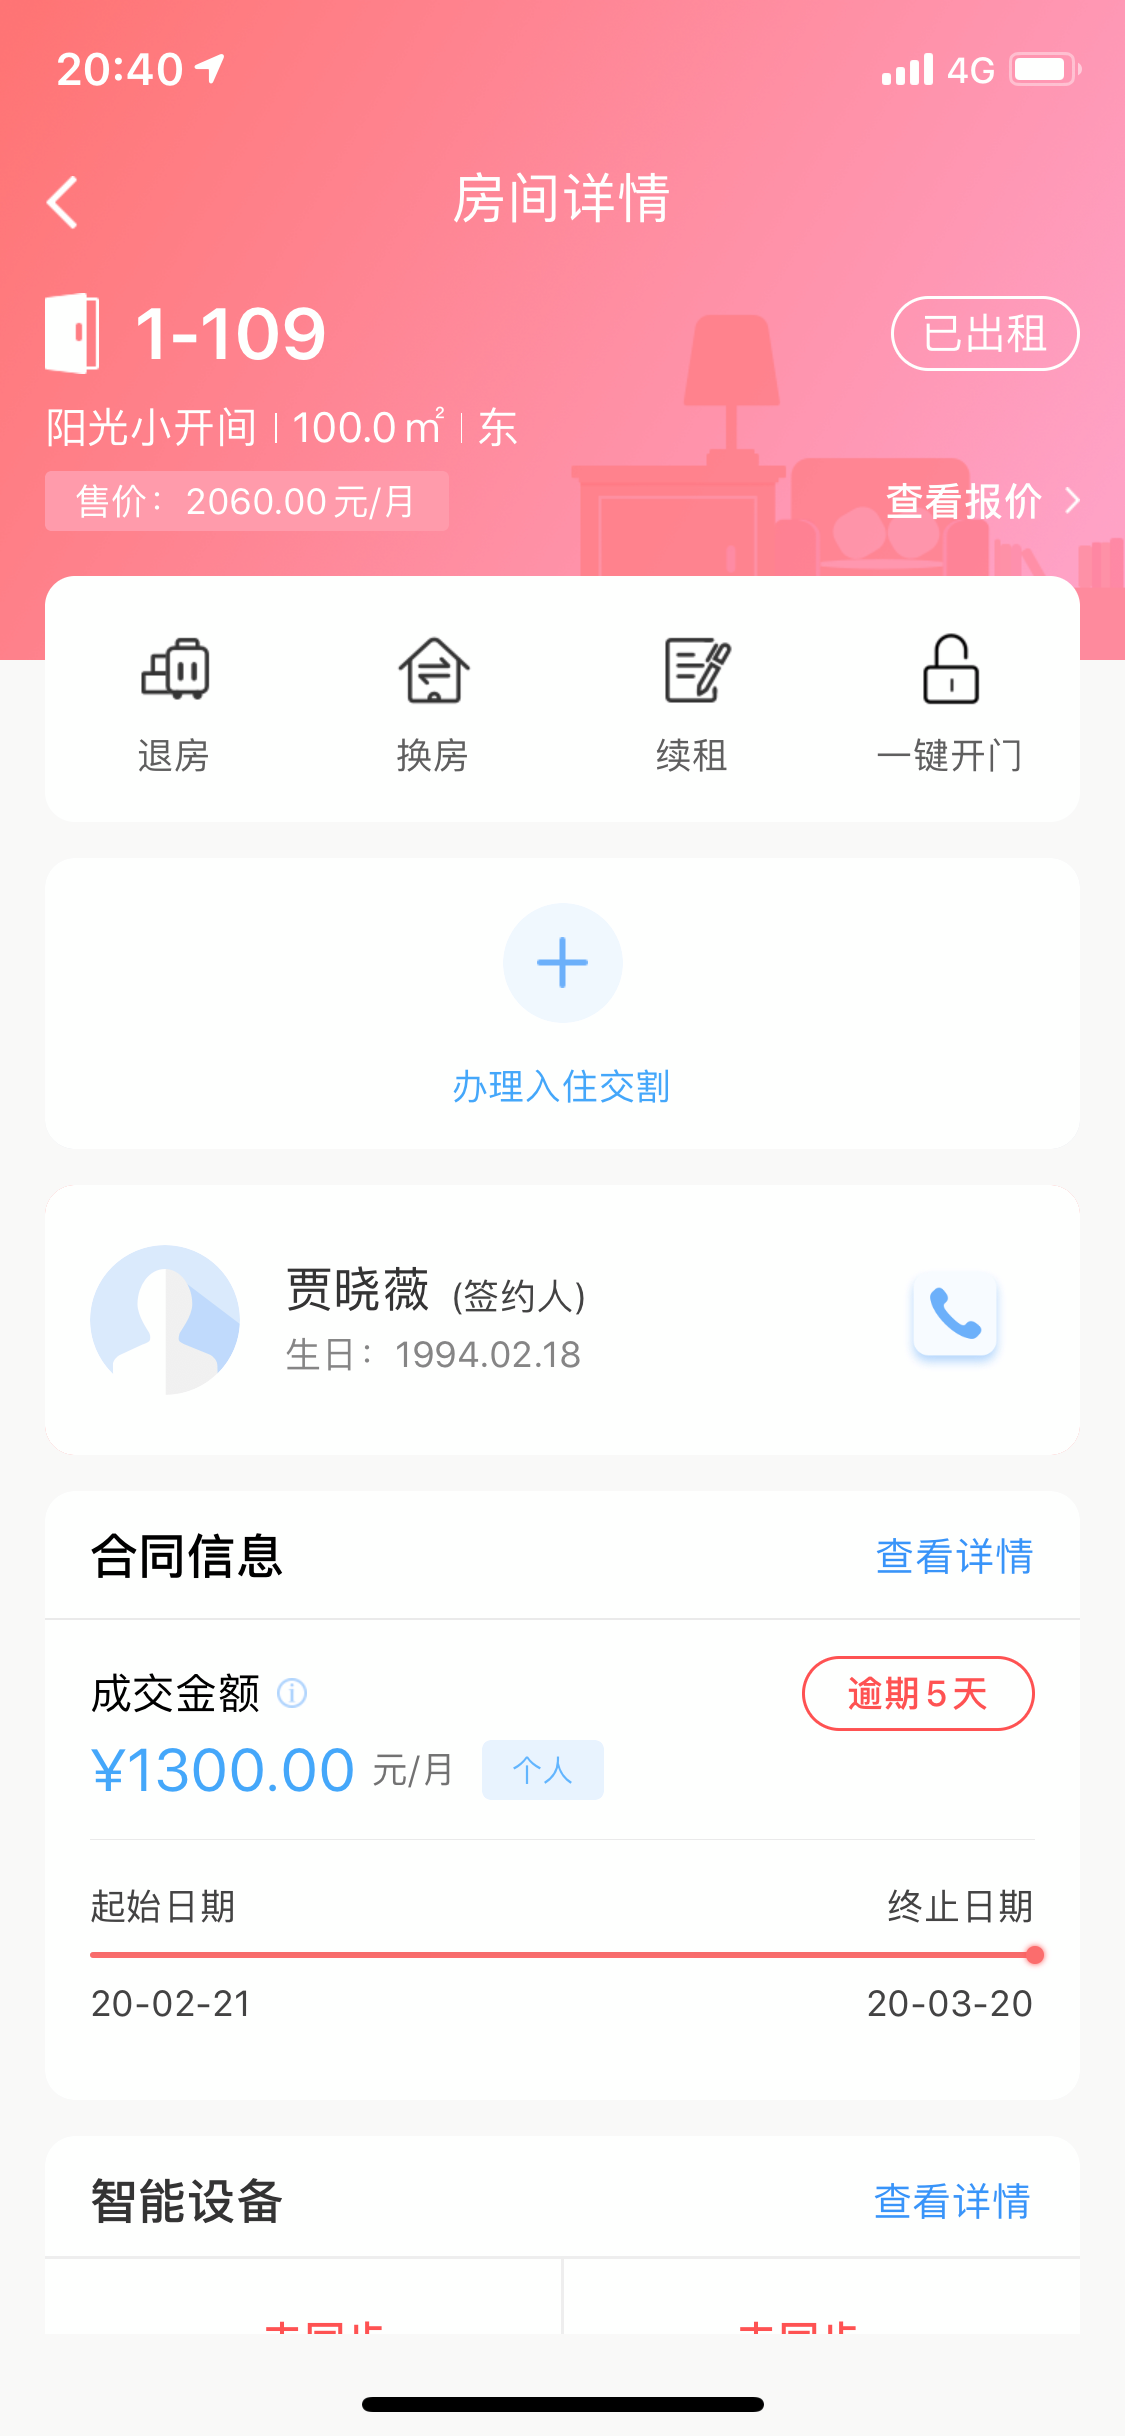 20:40
4G
房间详情
1-109
已出租
阳光小开间 | 100.0㎡ | 东
售价：2060.00元/月
查看报价
退房
换房
续租
一键开门
办理入住交割
贾晓薇 (签约人)
生日：1994.02.18
合同信息
查看详情
成交金额
逾期5天
¥1300.00 元/月 个人
起始日期
终止日期
20-02-21
20-03-20
智能设备
查看详情